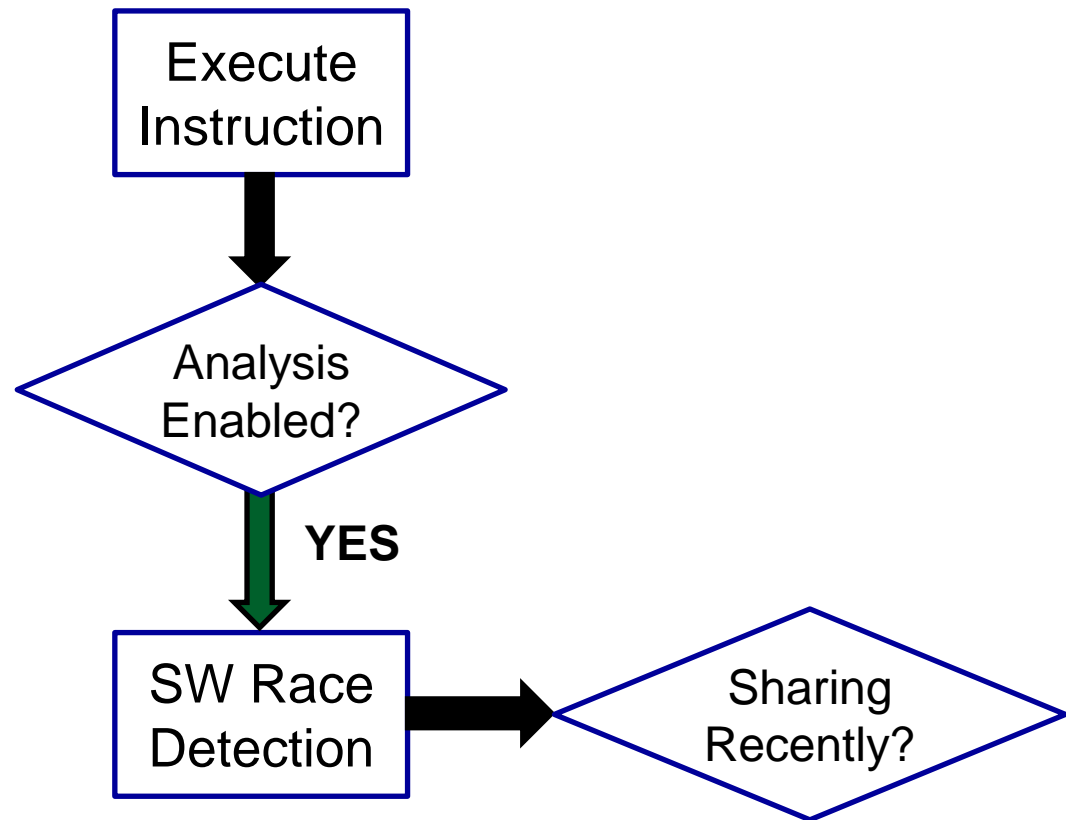 Execute
Instruction
Analysis
Enabled?
YES
SW Race
Detection
Sharing
Recently?